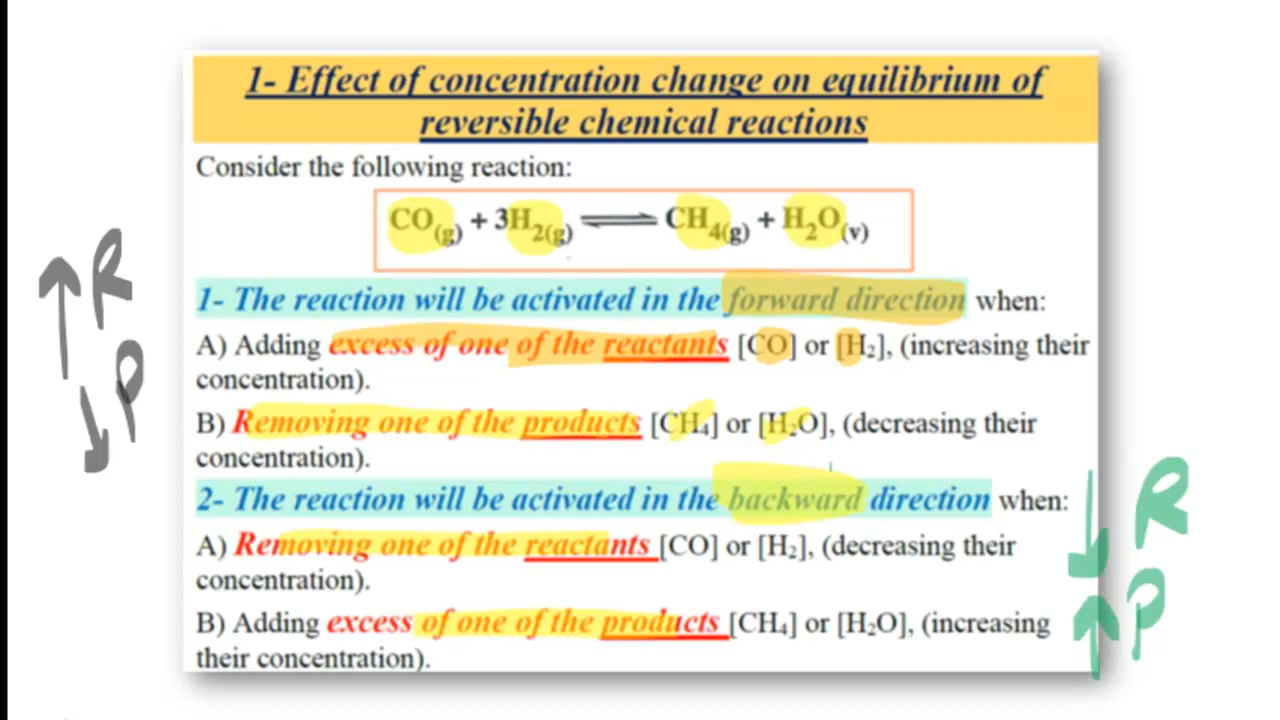 1- Effect of concentration change on equilibrium of
reversible chemical reactions
Consider the following reaction:
CO(g) + 3H2(g) ⇌ CH4(g) + H2O(v)
1- The reaction will be activated in the forward direction when:
A) Adding excess of one of the reactants [CO] or [H₂], (increasing their
concentration).
B) Removing one of the products [CH₄] or [H₂O], (decreasing their
concentration).
2- The reaction will be activated in the backward direction when:
A) Removing one of the reactants [CO] or [H₂], (decreasing their
concentration).
B) Adding excess of one of the products [CH₄] or [H₂O], (increasing
their concentration).
↑ R
↓ P
↓ R
↑ P